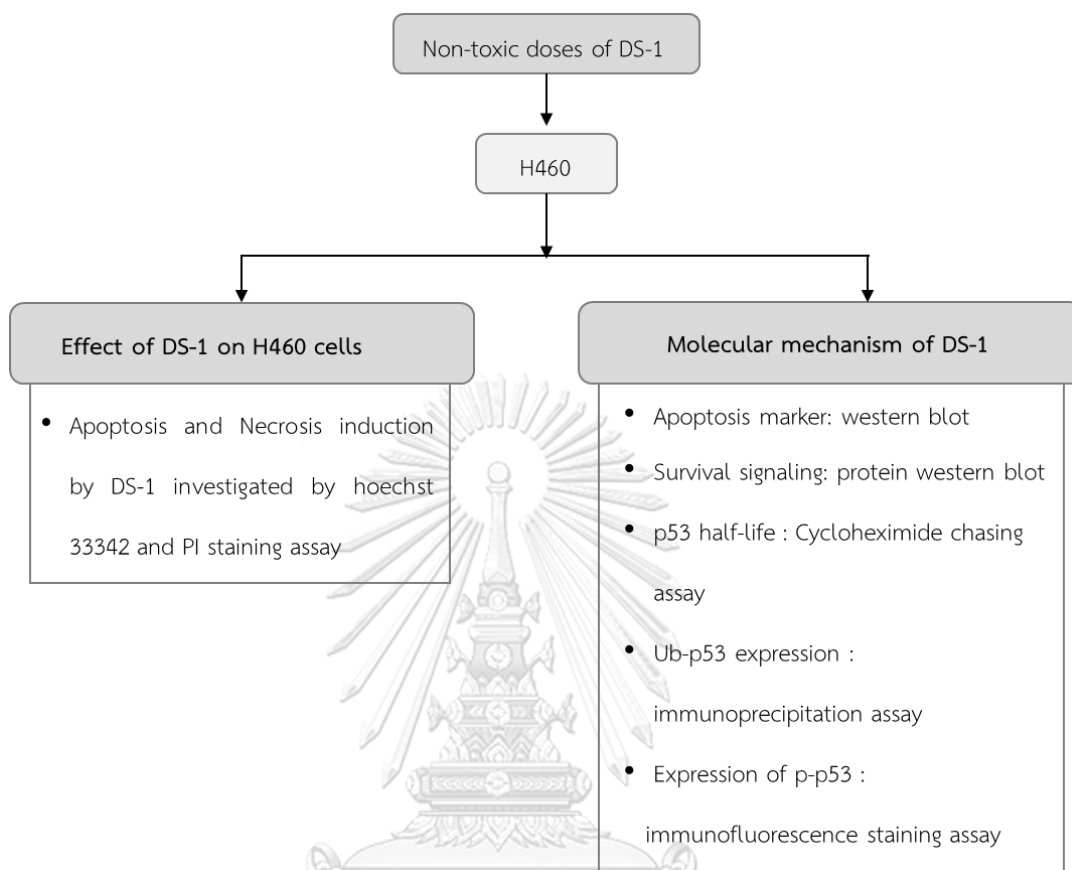 Non-toxic doses of DS-1
H460
Effect of DS-1 on H460 cells
• Apoptosis and Necrosis induction
by DS-1 investigated by hoechst
33342 and PI staining assay
Molecular mechanism of DS-1
• Apoptosis marker: western blot
• Survival signaling: protein western blot
• p53 half-life : Cycloheximide chasing
assay
• Ub-p53 expression :
immunoprecipitation assay
• Expression of p-p53 :
immunofluorescence staining assay